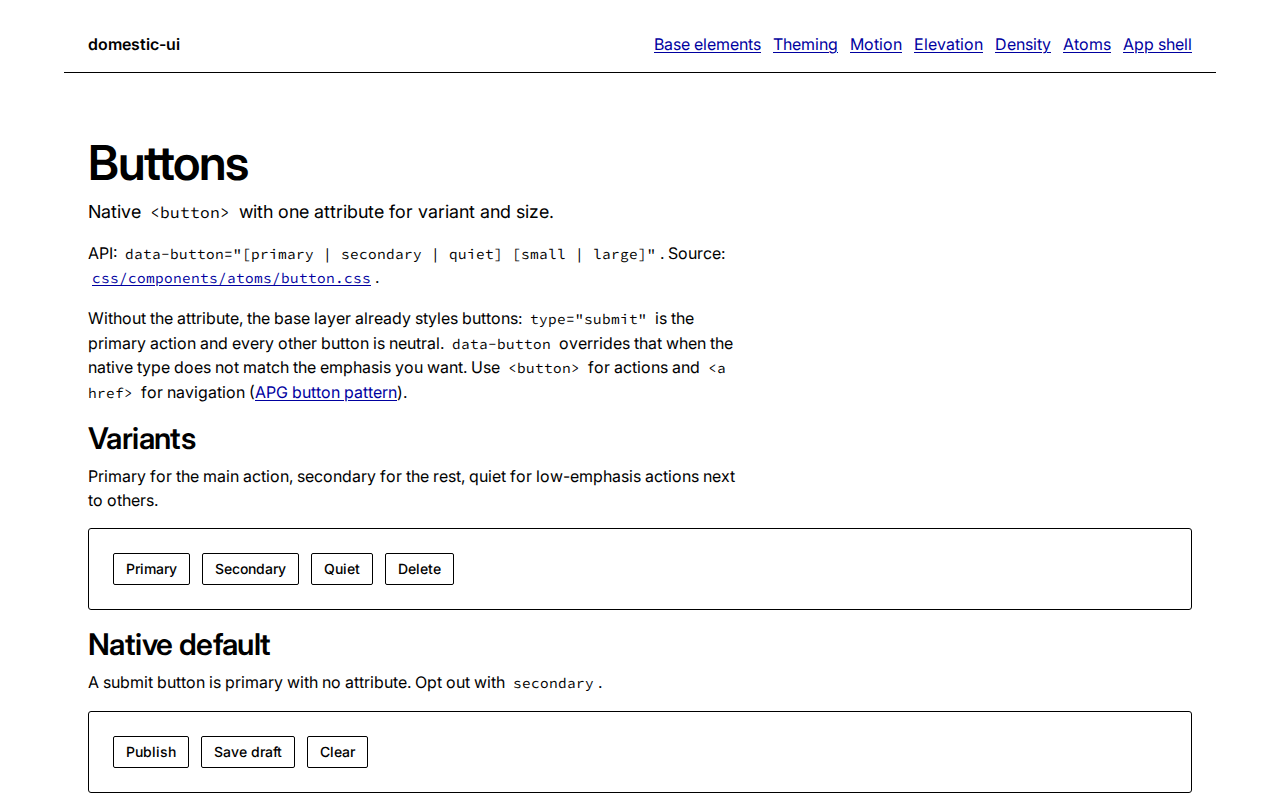 domestic-ui
Base elements Theming Motion Elevation Density Atoms App shell
Buttons
Native <button> with one attribute for variant and size.
API: data-button="[primary | secondary | quiet] [small | large]" . Source:
css/components/atoms/button.css .
Without the attribute, the base layer already styles buttons: type="submit" is the
primary action and every other button is neutral. data-button overrides that when the
native type does not match the emphasis you want. Use <button> for actions and <a
href> for navigation (APG button pattern).
Variants
Primary for the main action, secondary for the rest, quiet for low-emphasis actions next
to others.
Primary Secondary Quiet Delete
Native default
A submit button is primary with no attribute. Opt out with secondary .
Publish Save draft Clear